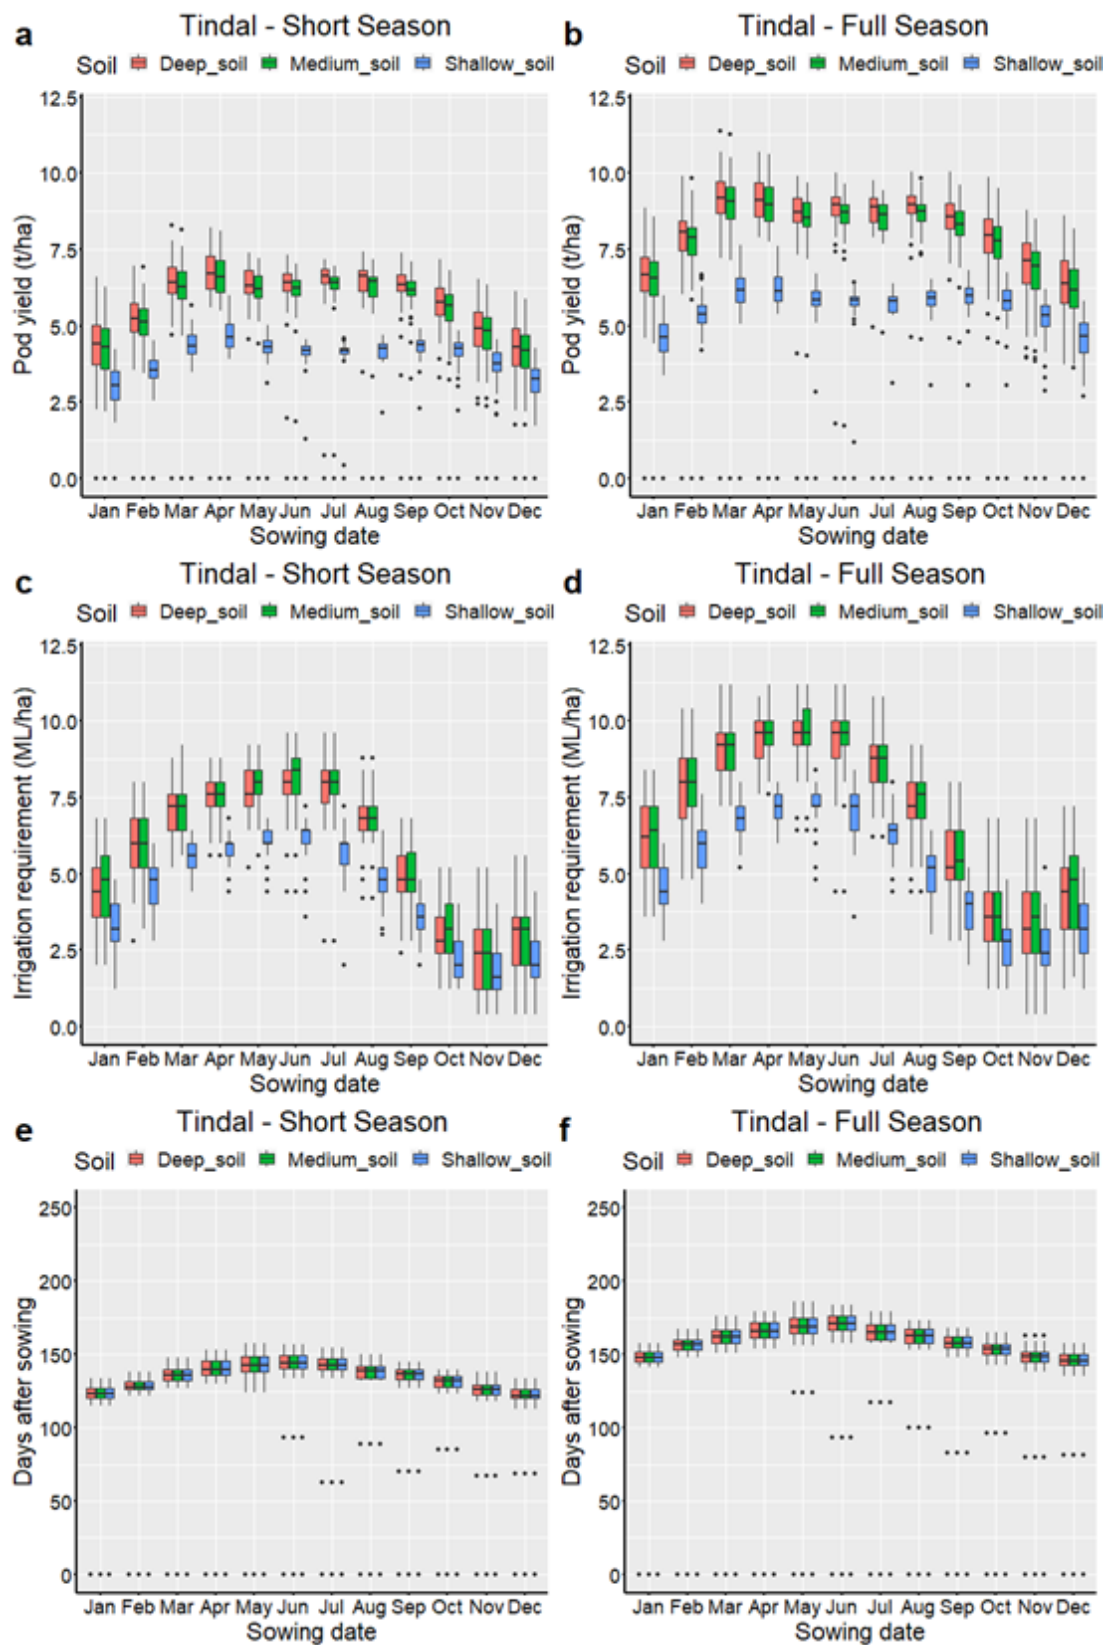 a Tindal - Short Season
Soil Deep_soil Medium_soil Shallow_soil
12.5
10.0
7.5
5.0
2.5
0.0
Pod yield (t/ha)
Jan Feb Mar Apr May Jun Jul Aug Sep Oct Nov Dec
Sowing date
b Tindal - Full Season
Soil Deep_soil Medium_soil Shallow_soil
12.5
10.0
7.5
5.0
2.5
0.0
Pod yield (t/ha)
Jan Feb Mar Apr May Jun Jul Aug Sep Oct Nov Dec
Sowing date
c Tindal - Short Season
Soil Deep_soil Medium_soil Shallow_soil
12.5
10.0
7.5
5.0
2.5
0.0
Irrigation requirement (ML/ha)
Jan Feb Mar Apr May Jun Jul Aug Sep Oct Nov Dec
Sowing date
d Tindal - Full Season
Soil Deep_soil Medium_soil Shallow_soil
12.5
10.0
7.5
5.0
2.5
0.0
Irrigation requirement (ML/ha)
Jan Feb Mar Apr May Jun Jul Aug Sep Oct Nov Dec
Sowing date
e Tindal - Short Season
Soil Deep_soil Medium_soil Shallow_soil
250
200
150
100
50
0
Days after sowing
Jan Feb Mar Apr May Jun Jul Aug Sep Oct Nov Dec
Sowing date
f Tindal - Full Season
Soil Deep_soil Medium_soil Shallow_soil
250
200
150
100
50
0
Days after sowing
Jan Feb Mar Apr May Jun Jul Aug Sep Oct Nov Dec
Sowing date